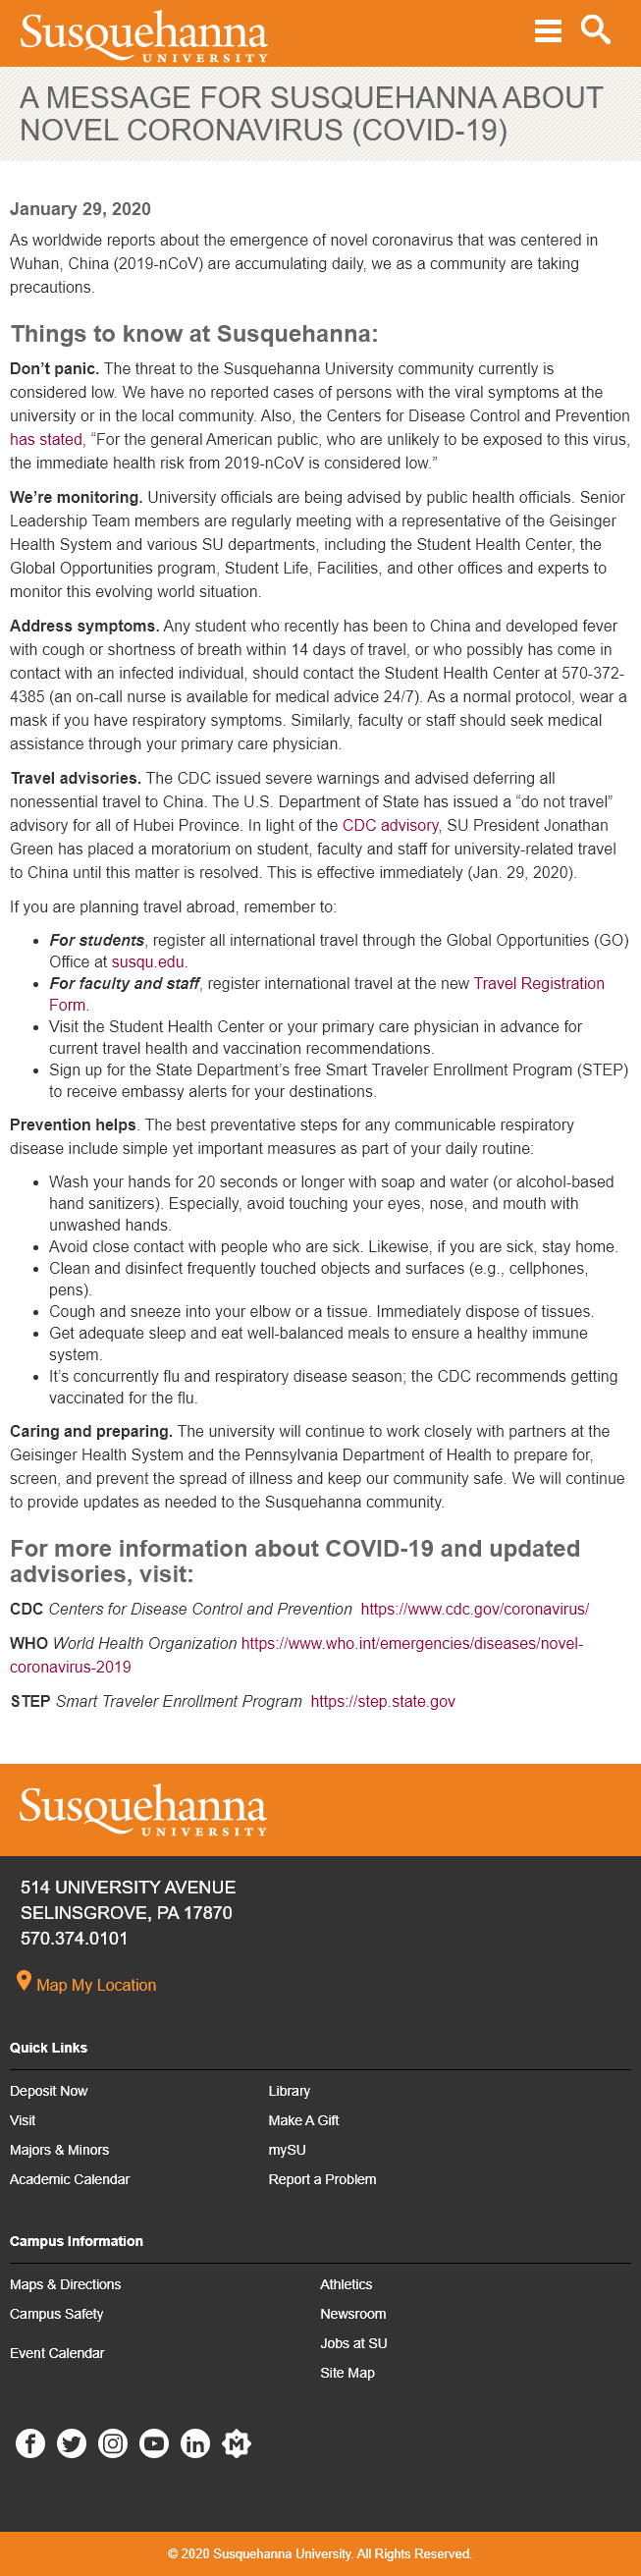 Susquehanna
UNIVERSITY
A MESSAGE FOR SUSQUEHANNA ABOUT
NOVEL CORONAVIRUS (COVID-19)
January 29, 2020
As worldwide reports about the emergence of novel coronavirus that was centered in
Wuhan, China (2019-nCoV) are accumulating daily, we as a community are taking
precautions.
Things to know at Susquehanna:
Don’t panic. The threat to the Susquehanna University community currently is
considered low. We have no reported cases of persons with the viral symptoms at the
university or in the local community. Also, the Centers for Disease Control and Prevention
has stated, “For the general American public, who are unlikely to be exposed to this virus,
the immediate health risk from 2019-nCoV is considered low.”
We’re monitoring. University officials are being advised by public health officials. Senior
Leadership Team members are regularly meeting with a representative of the Geisinger
Health System and various SU departments, including the Student Health Center, the
Global Opportunities program, Student Life, Facilities, and other offices and experts to
monitor this evolving world situation.
Address symptoms. Any student who recently has been to China and developed fever
with cough or shortness of breath within 14 days of travel, or who possibly has come in
contact with an infected individual, should contact the Student Health Center at 570-372-
4385 (an on-call nurse is available for medical advice 24/7). As a normal protocol, wear a
mask if you have respiratory symptoms. Similarly, faculty or staff should seek medical
assistance through your primary care physician.
Travel advisories. The CDC issued severe warnings and advised deferring all
nonessential travel to China. The U.S. Department of State has issued a “do not travel”
advisory for all of Hubei Province. In light of the CDC advisory, SU President Jonathan
Green has placed a moratorium on student, faculty and staff for university-related travel
to China until this matter is resolved. This is effective immediately (Jan. 29, 2020).
If you are planning travel abroad, remember to:
• For students, register all international travel through the Global Opportunities (GO)
Office at susqu.edu.
• For faculty and staff, register international travel at the new Travel Registration
Form.
• Visit the Student Health Center or your primary care physician in advance for
current travel health and vaccination recommendations.
• Sign up for the State Department’s free Smart Traveler Enrollment Program (STEP)
to receive embassy alerts for your destinations.
Prevention helps. The best preventative steps for any communicable respiratory
disease include simple yet important measures as part of your daily routine:
• Wash your hands for 20 seconds or longer with soap and water (or alcohol-based
hand sanitizers). Especially, avoid touching your eyes, nose, and mouth with
unwashed hands.
• Avoid close contact with people who are sick. Likewise, if you are sick, stay home.
• Clean and disinfect frequently touched objects and surfaces (e.g., cellphones,
pens).
• Cough and sneeze into your elbow or a tissue. Immediately dispose of tissues.
• Get adequate sleep and eat well-balanced meals to ensure a healthy immune
system.
• It’s concurrently flu and respiratory disease season; the CDC recommends getting
vaccinated for the flu.
Caring and preparing. The university will continue to work closely with partners at the
Geisinger Health System and the Pennsylvania Department of Health to prepare for,
screen, and prevent the spread of illness and keep our community safe. We will continue
to provide updates as needed to the Susquehanna community.
For more information about COVID-19 and updated
advisories, visit:
CDC Centers for Disease Control and Prevention https://www.cdc.gov/coronavirus/
WHO World Health Organization https://www.who.int/emergencies/diseases/novel-
coronavirus-2019
STEP Smart Traveler Enrollment Program https://step.state.gov
Susquehanna
UNIVERSITY
514 UNIVERSITY AVENUE
SELINSGROVE, PA 17870
570.374.0101
Map My Location
Quick Links
Deposit Now
Visit
Majors & Minors
Academic Calendar
Library
Make A Gift
mySU
Report a Problem
Campus Information
Maps & Directions
Campus Safety
Event Calendar
Athletics
Newsroom
Jobs at SU
Site Map
© 2020 Susquehanna University. All Rights Reserved.